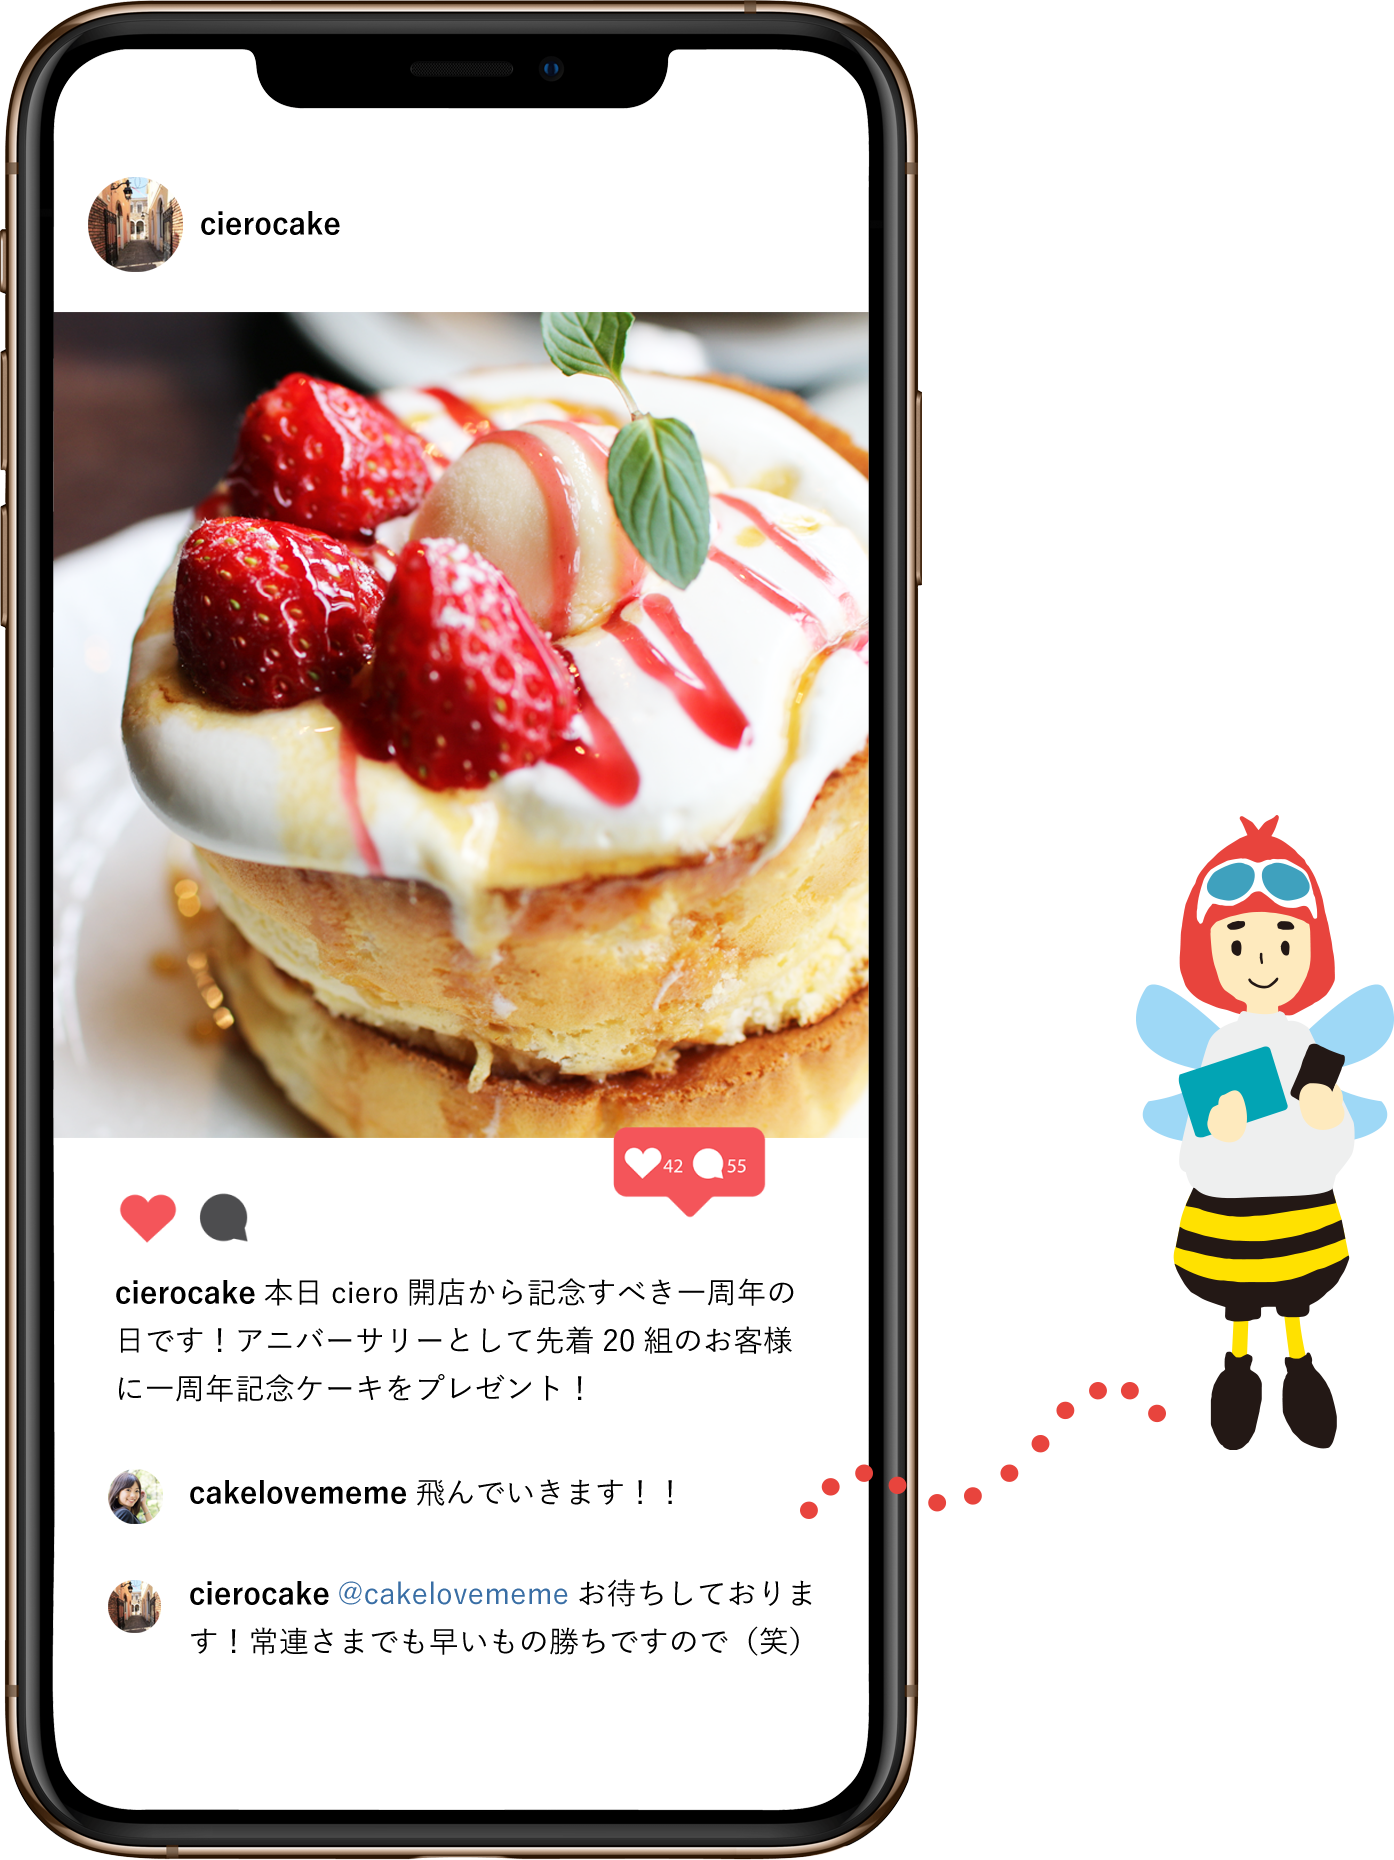 cierocake
42 55
cierocake 本日 ciero 開店から記念すべき一周年の
日です！アニバーサリーとして先着 20 組のお客様
に一周年記念ケーキをプレゼント！
cakelovememe 飛んでいきます！！
cierocake @cakelovememe お待ちしておりま
す！常連さまでも早いもの勝ちですので（笑）